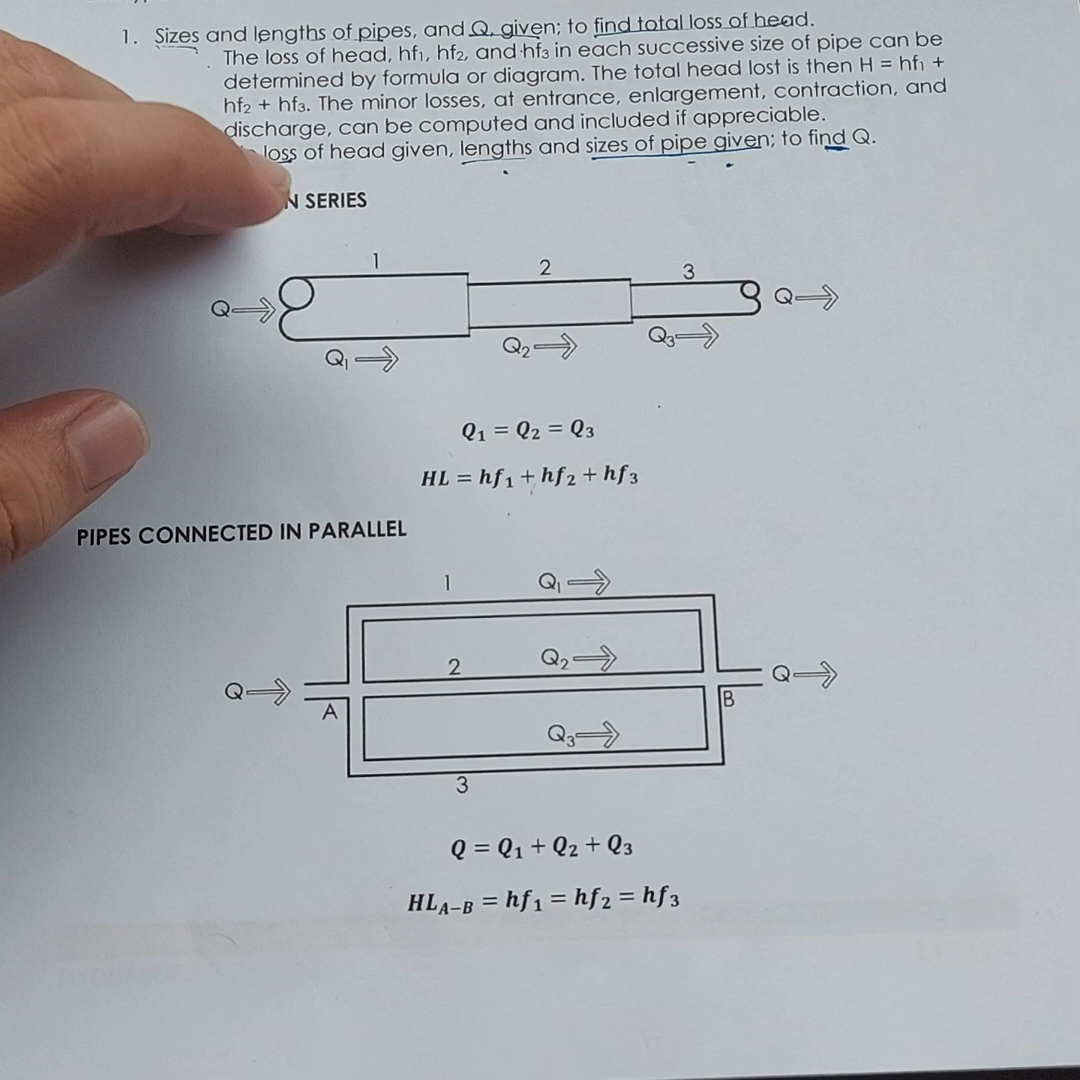 1. Sizes and lengths of pipes, and Q, given; to find total loss of head.
The loss of head, hf₁, hf₂, and hf₃ in each successive size of pipe can be
determined by formula or diagram. The total head lost is then H = hf₁ +
hf₂ + hf₃. The minor losses, at entrance, enlargement, contraction, and
discharge, can be computed and included if appreciable.
loss of head given, lengths and sizes of pipe given; to find Q.
N SERIES
1 2 3
Q Q
Q₁ Q₂ Q₃
Q₁ = Q₂ = Q₃
HL = hf₁ + hf₂ + hf₃
PIPES CONNECTED IN PARALLEL
1 Q₁
2 Q₂
Q Q
A B
Q₃
3
Q = Q₁ + Q₂ + Q₃
HL_A−B = hf₁ = hf₂ = hf₃